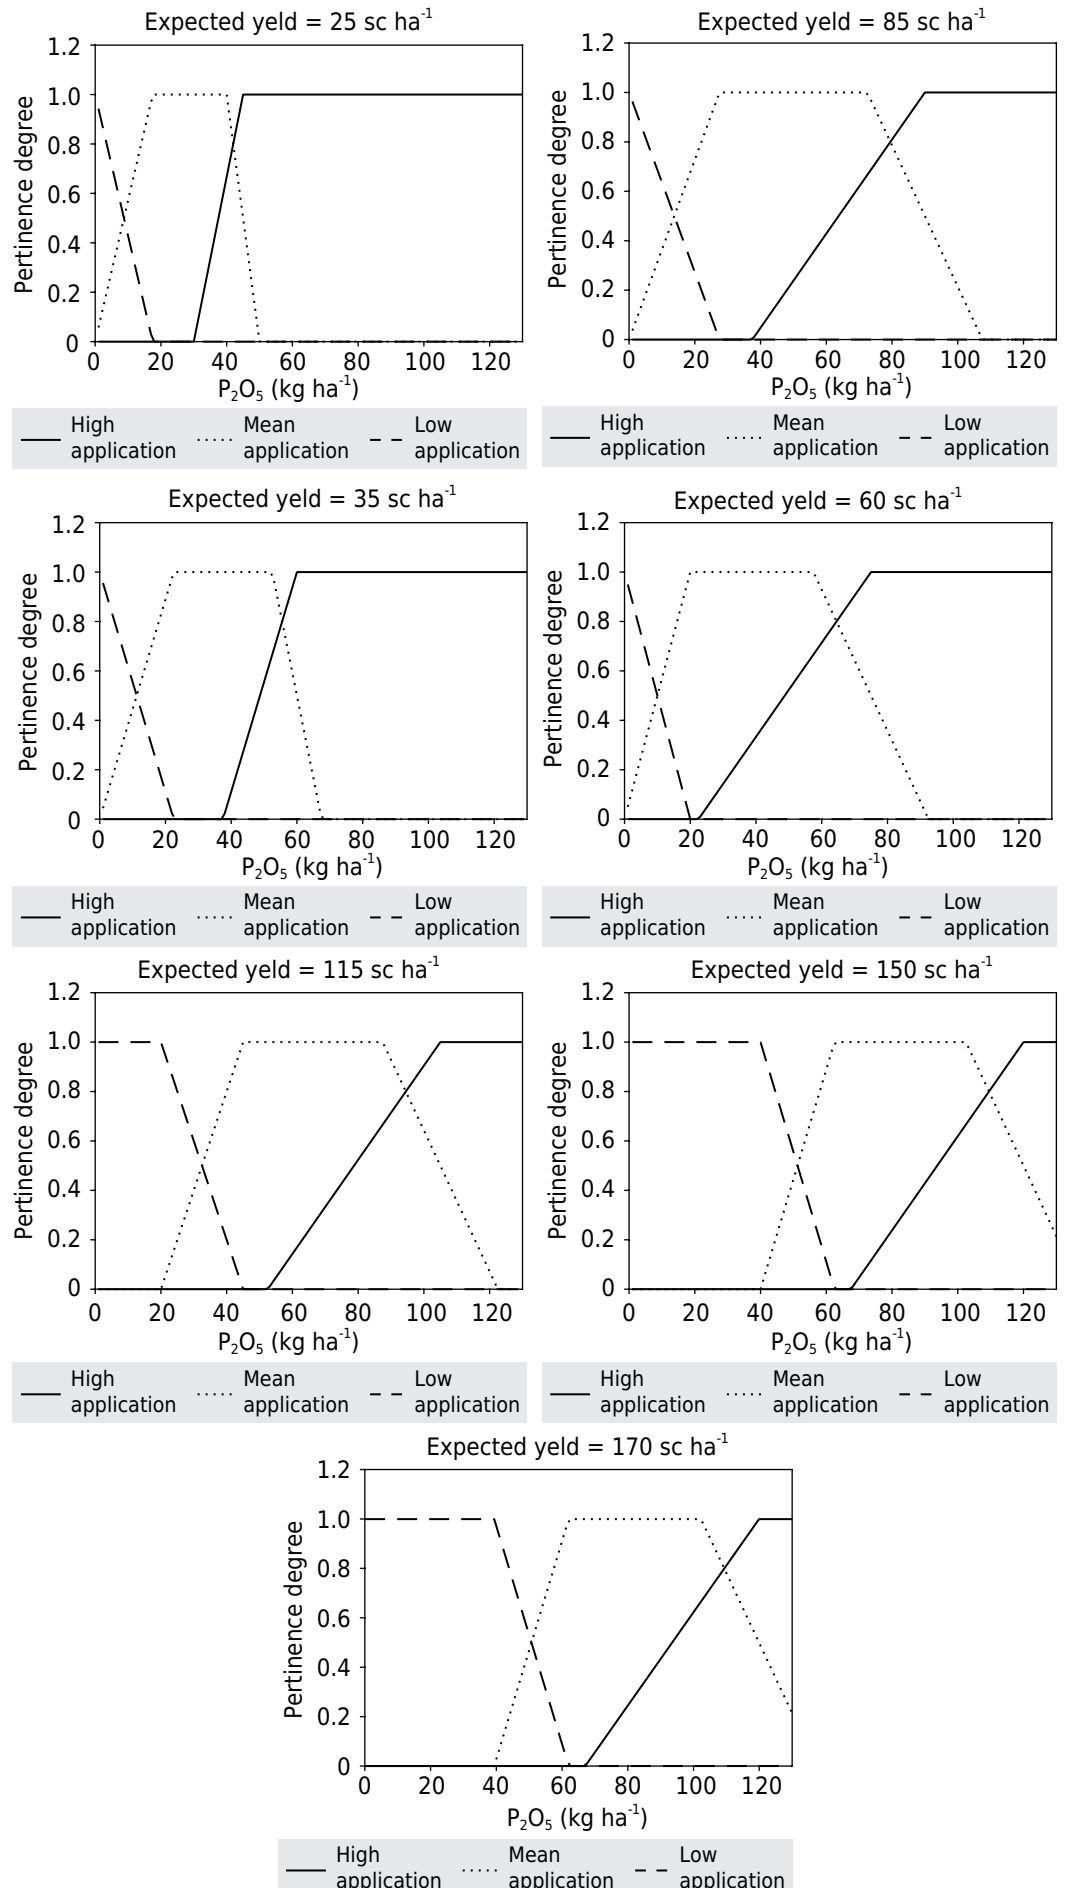 Expected yeld = 25 sc ha-1
1.2
1.0
0.8
0.6
0.4
0.2
0
Pertinence degree
0 20 40 60 80 100 120
P2O5 (kg ha-1)
High application Mean application Low application
Expected yeld = 85 sc ha-1
1.2
1.0
0.8
0.6
0.4
0.2
0
Pertinence degree
0 20 40 60 80 100 120
P2O5 (kg ha-1)
High application Mean application Low application
Expected yeld = 35 sc ha-1
1.2
1.0
0.8
0.6
0.4
0.2
0
Pertinence degree
0 20 40 60 80 100 120
P2O5 (kg ha-1)
High application Mean application Low application
Expected yeld = 60 sc ha-1
1.2
1.0
0.8
0.6
0.4
0.2
0
Pertinence degree
0 20 40 60 80 100 120
P2O5 (kg ha-1)
High application Mean application Low application
Expected yeld = 115 sc ha-1
1.2
1.0
0.8
0.6
0.4
0.2
0
Pertinence degree
0 20 40 60 80 100 120
P2O5 (kg ha-1)
High application Mean application Low application
Expected yeld = 150 sc ha-1
1.2
1.0
0.8
0.6
0.4
0.2
0
Pertinence degree
0 20 40 60 80 100 120
P2O5 (kg ha-1)
High application Mean application Low application
Expected yeld = 170 sc ha-1
1.2
1.0
0.8
0.6
0.4
0.2
0
Pertinence degree
0 20 40 60 80 100 120
P2O5 (kg ha-1)
High application Mean application Low application